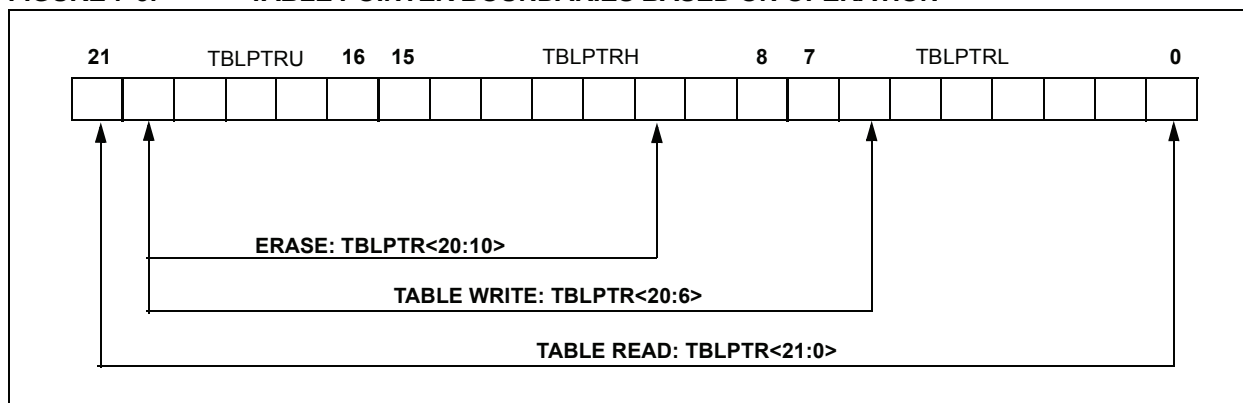 21 TBLPTRU 16 15 TBLPTRH 8 7 TBLPTRL 0
ERASE: TBLPTR<20:10>
TABLE WRITE: TBLPTR<20:6>
TABLE READ: TBLPTR<21:0>